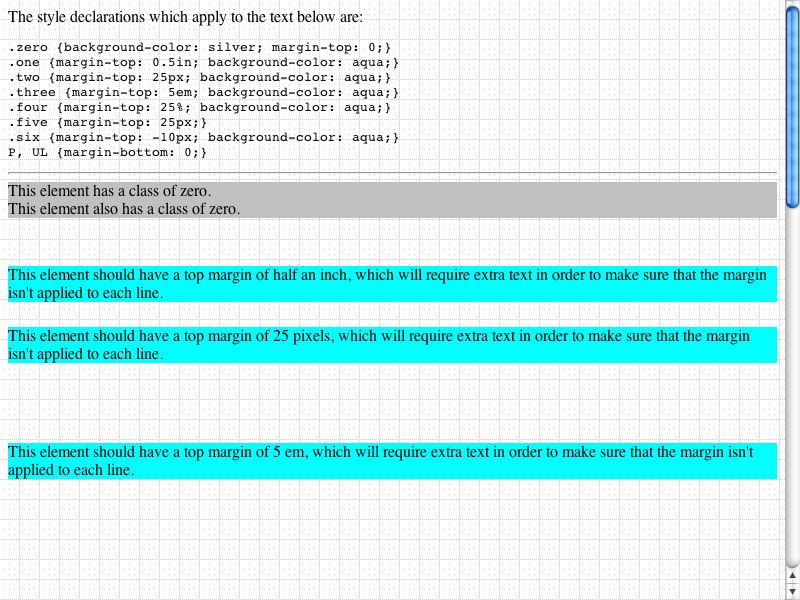 The style declarations which apply to the text below are:
.zero {background-color: silver; margin-top: 0;}
.one {margin-top: 0.5in; background-color: aqua;}
.two {margin-top: 25px; background-color: aqua;}
.three {margin-top: 5em; background-color: aqua;}
.four {margin-top: 25%; background-color: aqua;}
.five {margin-top: 25px;}
.six {margin-top: -10px; background-color: aqua;}
P, UL {margin-bottom: 0;}
This element has a class of zero.
This element also has a class of zero.
This element should have a top margin of half an inch, which will require extra text in order to make sure that the margin
isn't applied to each line.
This element should have a top margin of 25 pixels, which will require extra text in order to make sure that the margin
isn't applied to each line.
This element should have a top margin of 5 em, which will require extra text in order to make sure that the margin isn't
applied to each line.